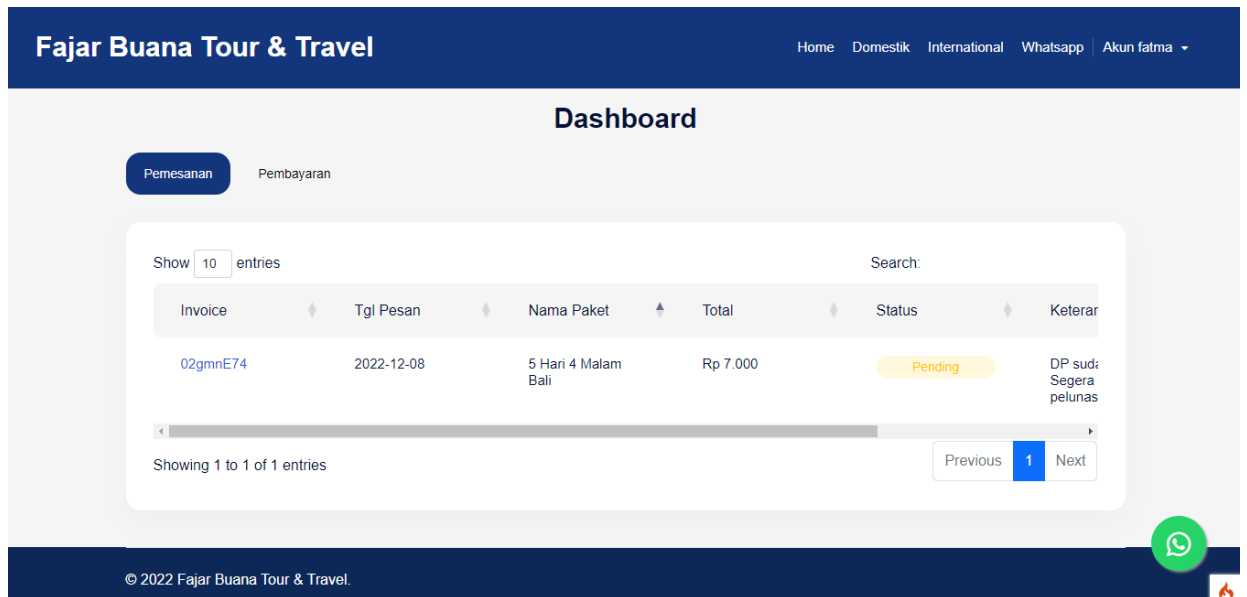 Fajar Buana Tour & Travel
Home Domestik International Whatsapp Akun fatma
Dashboard
Pemesanan Pembayaran
Show 10 entries Search:
Invoice Tgl Pesan Nama Paket Total Status
02gmnE74 2022-12-08 5 Hari 4 Malam Rp 7.000 Pending DP
Bali Segera
Showing 1 to 1 of 1 entries Previous 1 Next
© 2022 Fajar Buana Tour & Travel.